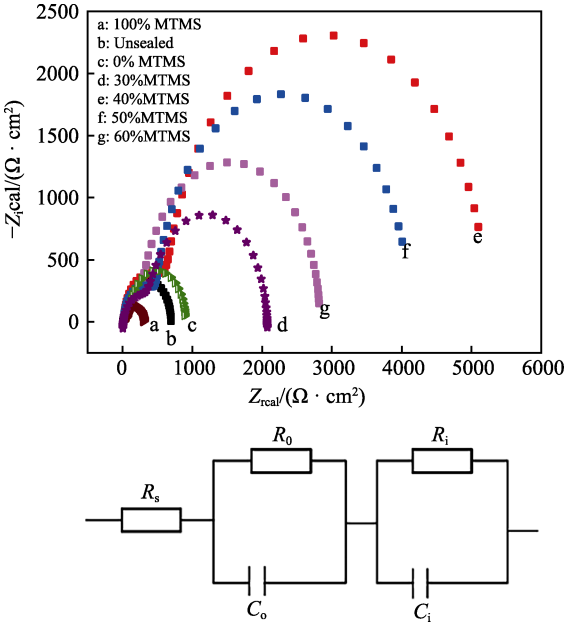 2500
2000
1500
1000
500
0
−Zᵢcal/(Ω · cm²)
a: 100% MTMS
b: Unsealed
c: 0% MTMS
d: 30%MTMS
e: 40%MTMS
f: 50%MTMS
g: 60%MTMS
a
b
c
d
g
f
e
0 1000 2000 3000 4000 5000 6000
Zrcal/(Ω · cm²)
R₀ Rᵢ
Rₛ
Cₒ Cᵢ